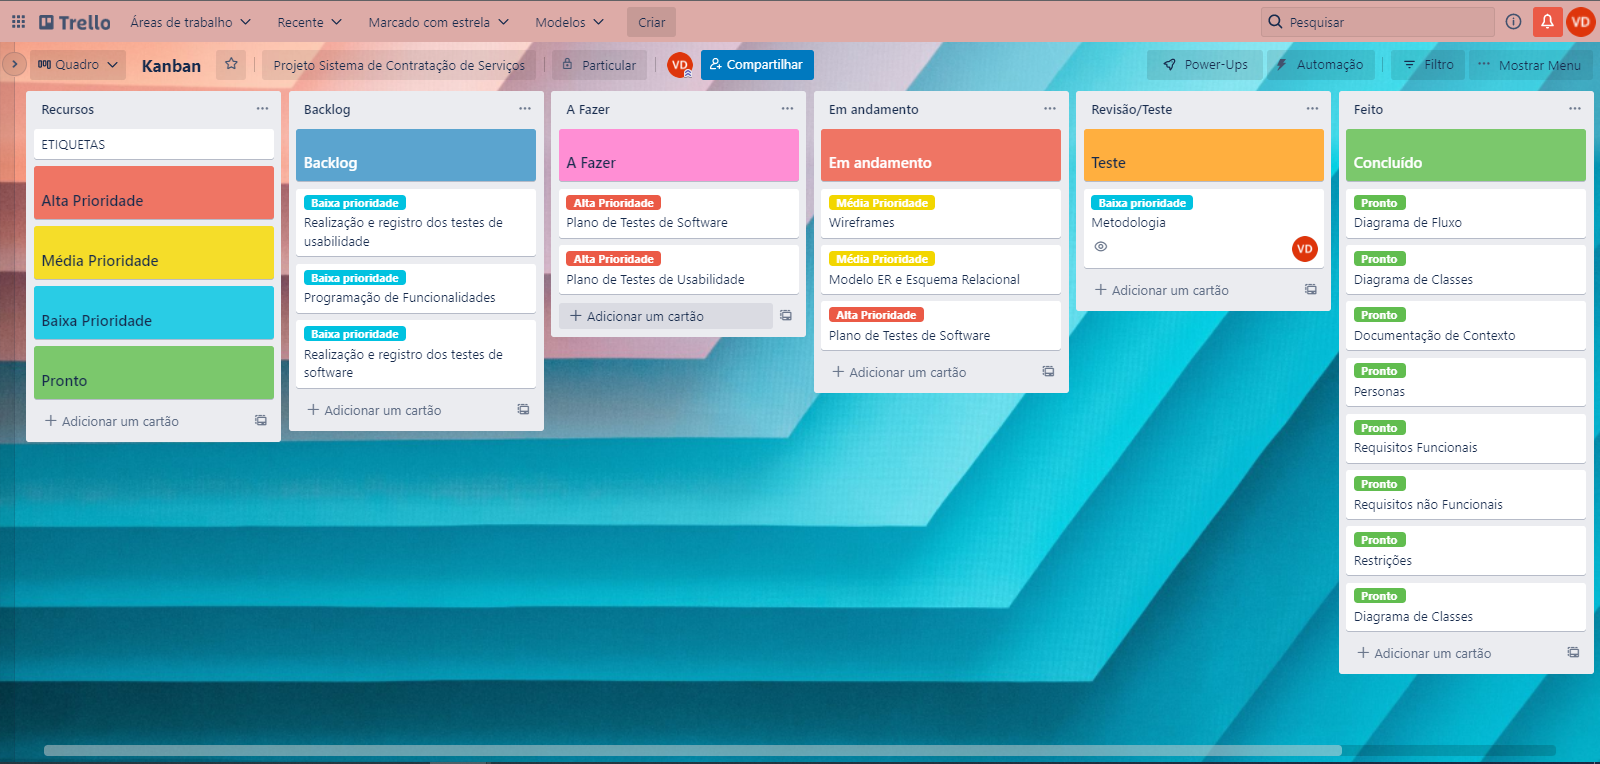 Trello
Áreas de trabalho
Recente
Marcado com estrela
Modelos
Criar
Pesquisar
VD
Quadro
Kanban
Projeto Sistema de Contratação de Serviços
Particular
VD
Compartilhar
Power-Ups
Automação
Filtro
Mostrar Menu
Recursos
ETIQUETAS
Alta Prioridade
Média Prioridade
Baixa Prioridade
Pronto
Adicionar um cartão
Backlog
Backlog
Baixa prioridade
Realização e registro dos testes de
usabilidade
Baixa prioridade
Programação de Funcionalidades
Baixa prioridade
Realização e registro dos testes de
software
Adicionar um cartão
A Fazer
A Fazer
Alta Prioridade
Plano de Testes de Software
Alta Prioridade
Plano de Testes de Usabilidade
Adicionar um cartão
Em andamento
Em andamento
Média Prioridade
Wireframes
Média Prioridade
Modelo ER e Esquema Relacional
Alta Prioridade
Plano de Testes de Software
Adicionar um cartão
Revisão/Teste
Teste
Baixa prioridade
Metodologia
VD
Adicionar um cartão
Feito
Concluído
Pronto
Diagrama de Fluxo
Pronto
Diagrama de Classes
Pronto
Documentação de Contexto
Pronto
Personas
Pronto
Requisitos Funcionais
Pronto
Requisitos não Funcionais
Pronto
Restrições
Pronto
Diagrama de Classes
Adicionar um cartão